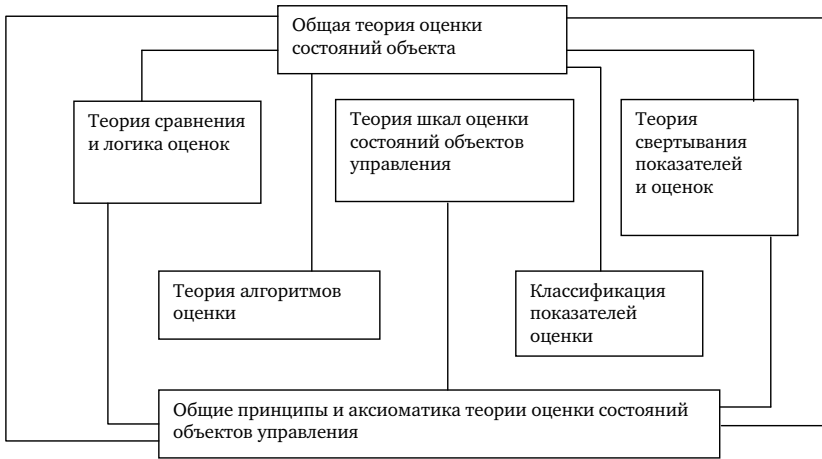 Общая теория оценки
состояний объекта
Теория сравнения
и логика оценок
Теория шкал оценки
состояний объектов
управления
Теория
свертывания
показателей
и оценок
Теория алгоритмов
оценки
Классификация
показателей
оценки
Общие принципы и аксиоматика теории оценки состояний
объектов управления